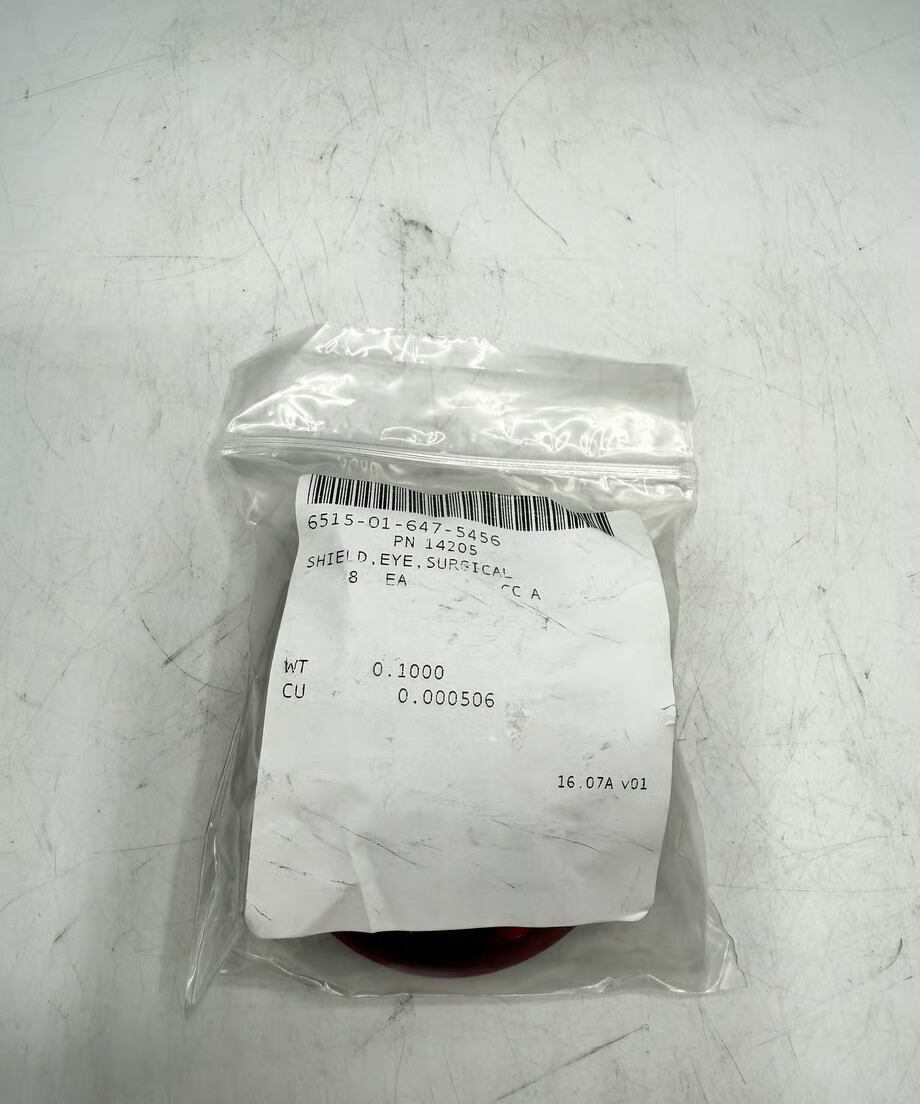 6515-01-647-5456
PN 14205
SHIELD,EYE,SURGICAL
8 EA CC A
WT 0.1000
CU 0.000506
16.07A v01